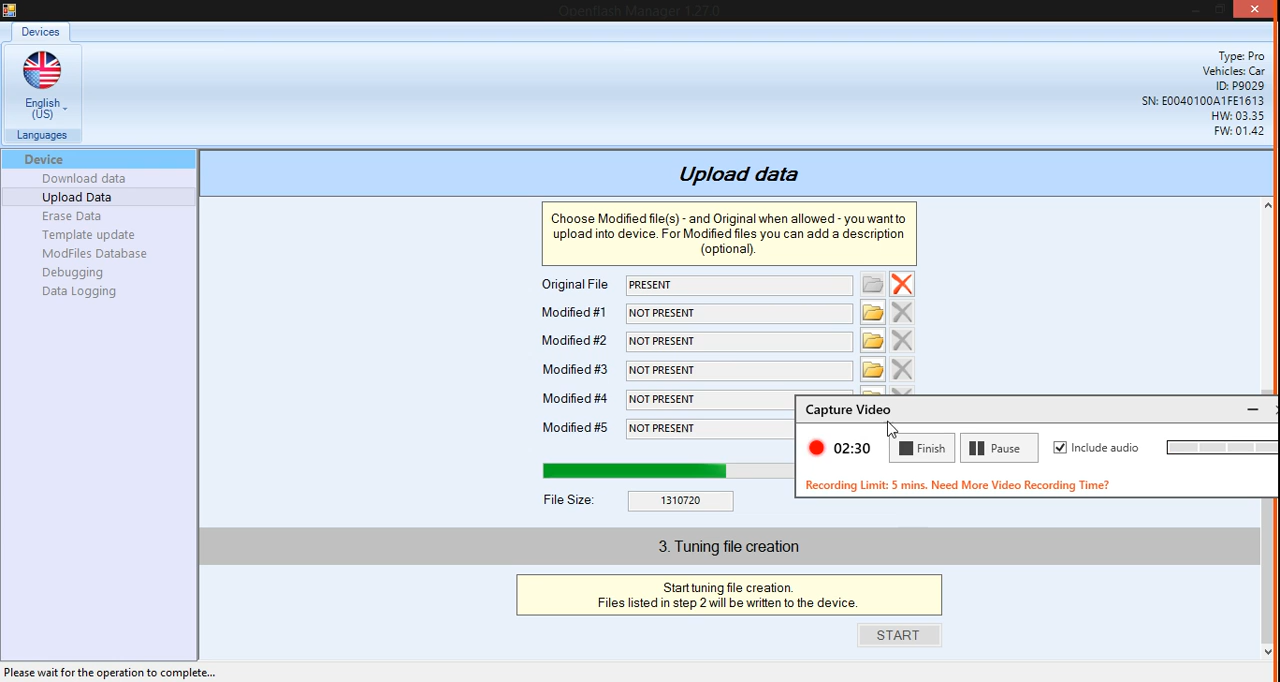 Openflash Manager 1.27.0
Devices
English
(US)
Languages
Type: Pro
Vehicles: Car
ID: P9029
SN: E0040100A1FE1613
HW: 03.35
FW: 01.42
Device
Download data
Upload Data
Erase Data
Template update
ModFiles Database
Debugging
Data Logging
Upload data
Choose Modified file(s) - and Original when allowed - you want to
upload into device. For Modified files you can add a description
(optional).
Original File PRESENT
Modified #1 NOT PRESENT
Modified #2 NOT PRESENT
Modified #3 NOT PRESENT
Modified #4 NOT PRESENT
Modified #5 NOT PRESENT
Capture Video
02:30 Finish Pause Include audio
Recording Limit: 5 mins. Need More Video Recording Time?
File Size: 1310720
3. Tuning file creation
Start tuning file creation.
Files listed in step 2 will be written to the device.
START
Please wait for the operation to complete...